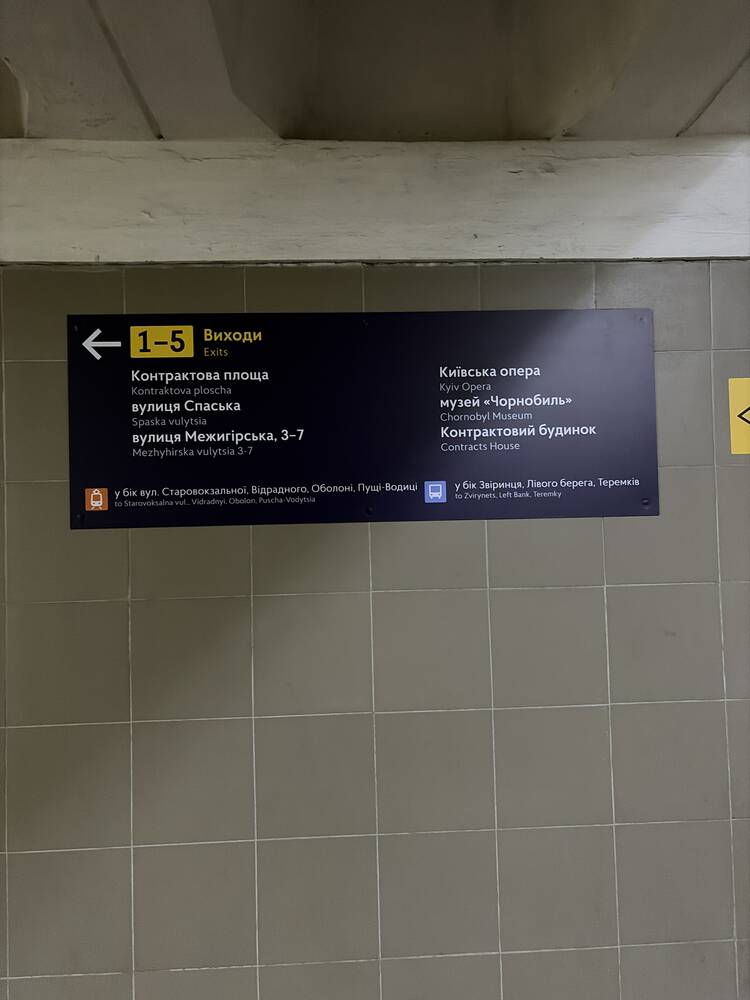 1–5 Виходи
Exits
Контрактова площа
Kontraktova ploscha
вулиця Спаська
Spaska vulytsia
вулиця Межигірська, 3–7
Mezhyhirska vulytsia 3-7
Київська опера
Kyiv Opera
музей «Чорнобиль»
Chornobyl Museum
Контрактовий будинок
Contracts House
у бік вул. Старовокзальної, Відрадного, Оболоні, Пущі-Водиці
to Starovoksalna vul., Vidradnyi, Obolon, Puscha-Vodytsia
у бік Звіринця, Лівого берега, Теремків
to Zvirynets, Left Bank, Teremky